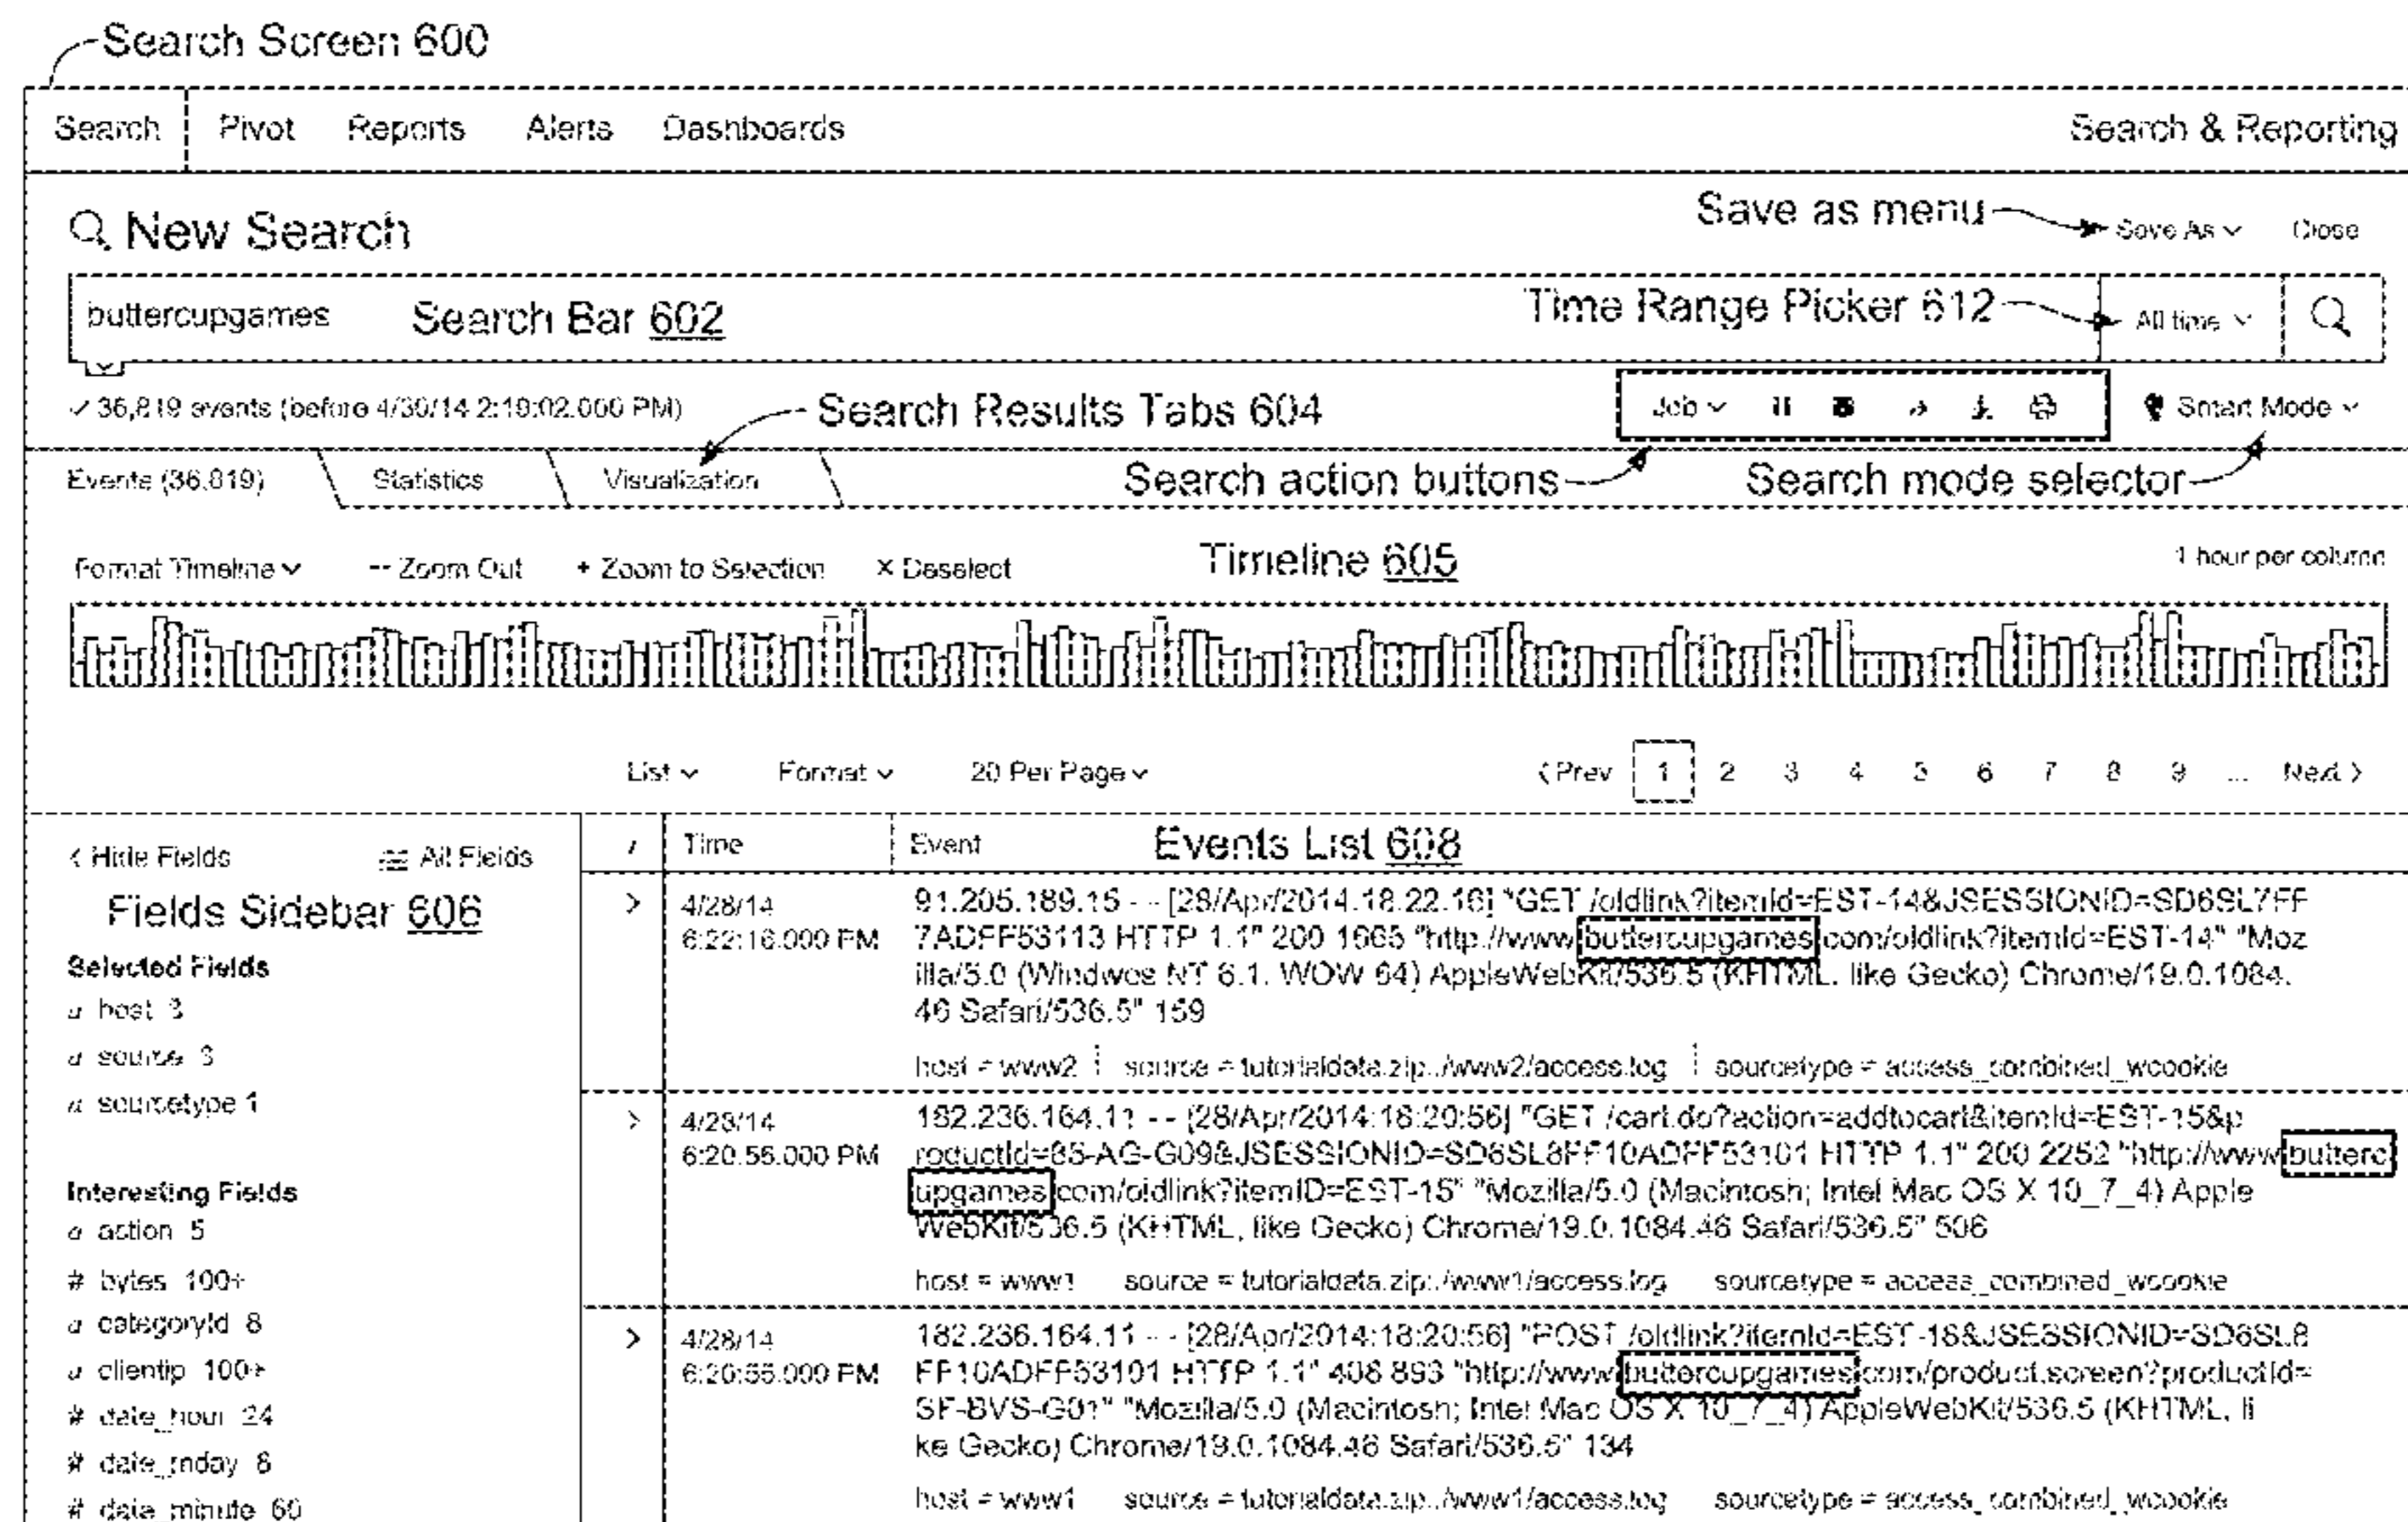 Search Screen 600
Search Pivot Reports Alerts Dashboards Search & Reporting
New Search Save as menu Save As Close
buttercupgames Search Bar 602 Time Range Picker 612 All time
36,819 events (before 4/30/14 2:19:02.000 PM) Search Results Tabs 604 Job Smart Mode
Events (36,819) Statistics Visualization Search action buttons Search mode selector
Format Timeline -- Zoom Out + Zoom to Selection × Deselect Timeline 605 1 hour per column
List Format 20 Per Page < Prev 1 2 3 4 5 6 7 8 9 ... Next >
< Hide Fields All Fields i Time Event Events List 608
Fields Sidebar 606
Selected Fields
a host 3
a source 3
a sourcetype 1
Interesting Fields
a action 5
# bytes 100+
a categoryId 8
a clientip 100+
# date_hour 24
# date_mday 8
# date_minute 60
> 4/28/14
6:22:16.000 PM
91.205.189.15 - - [28/Apr/2014.18.22.16] "GET /oldlink?itemId=EST-14&JSESSIONID=SD6SL7FF
7ADFF53113 HTTP 1.1" 200 1665 "http://www.buttercupgames.com/oldlink?itemId=EST-14" "Moz
illa/5.0 (Windwos NT 6.1. WOW 64) AppleWebKit/536.5 (KHTML. like Gecko) Chrome/19.0.1084.
46 Safari/536.5" 159
host = www2 source = tutorialdata.zip:./www2/access.log sourcetype = access_combined_wcookie
> 4/28/14
6:20:56.000 PM
182.236.164.11 - - [28/Apr/2014:18:20:56] "GET /cart.do?action=addtocart&itemId=EST-15&p
roductId=85-AG-G09&JSESSIONID=SD6SL8FF10ADFF53101 HTTP 1.1" 200 2252 "http://www.butterc
upgames.com/oldlink?itemID=EST-15" "Mozilla/5.0 (Macintosh; Intel Mac OS X 10_7_4) Apple
WebKit/536.5 (KHTML, like Gecko) Chrome/19.0.1084.46 Safari/536.5" 506
host = www1 source = tutorialdata.zip:./www1/access.log sourcetype = access_combined_wcookie
> 4/28/14
6:20:55.000 PM
182.236.164.11 - - [28/Apr/2014:18:20:56] "POST /oldlink?itemId=EST-18&JSESSIONID=SD6SL8
FF10ADFF53101 HTTP 1.1" 408 893 "http://www.buttercupgames.com/product.screen?productId=
SF-BVS-G01" "Mozilla/5.0 (Macintosh; Intel Mac OS X 10_7_4) AppleWebKit/536.5 (KHTML, li
ke Gecko) Chrome/19.0.1084.46 Safari/536.5" 134
host = www1 source = tutorialdata.zip:./www1/access.log sourcetype = access_combined_wcookie